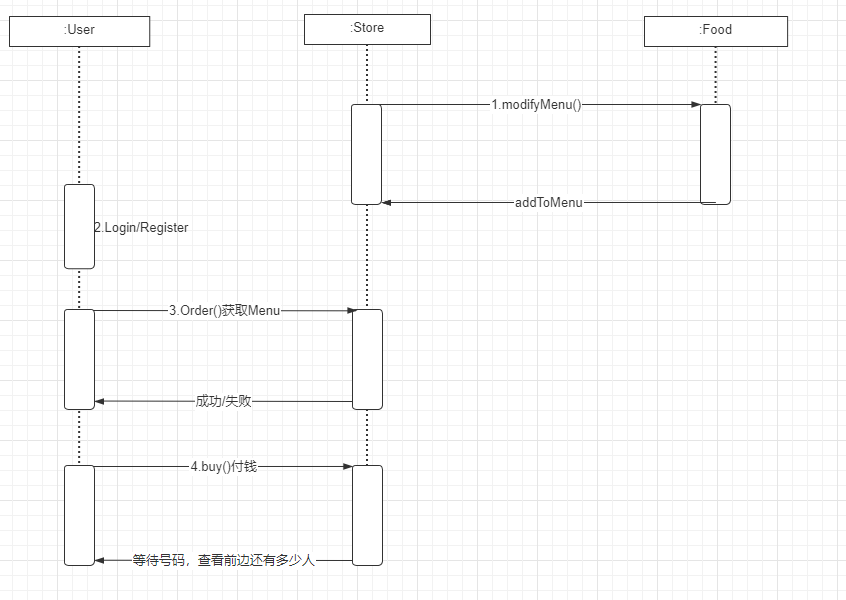 :User
:Store
:Food
1.modifyMenu()
addToMenu
2.Login/Register
3.Order()获取Menu
成功/失败
4.buy()付钱
等待号码，查看前边还有多少人